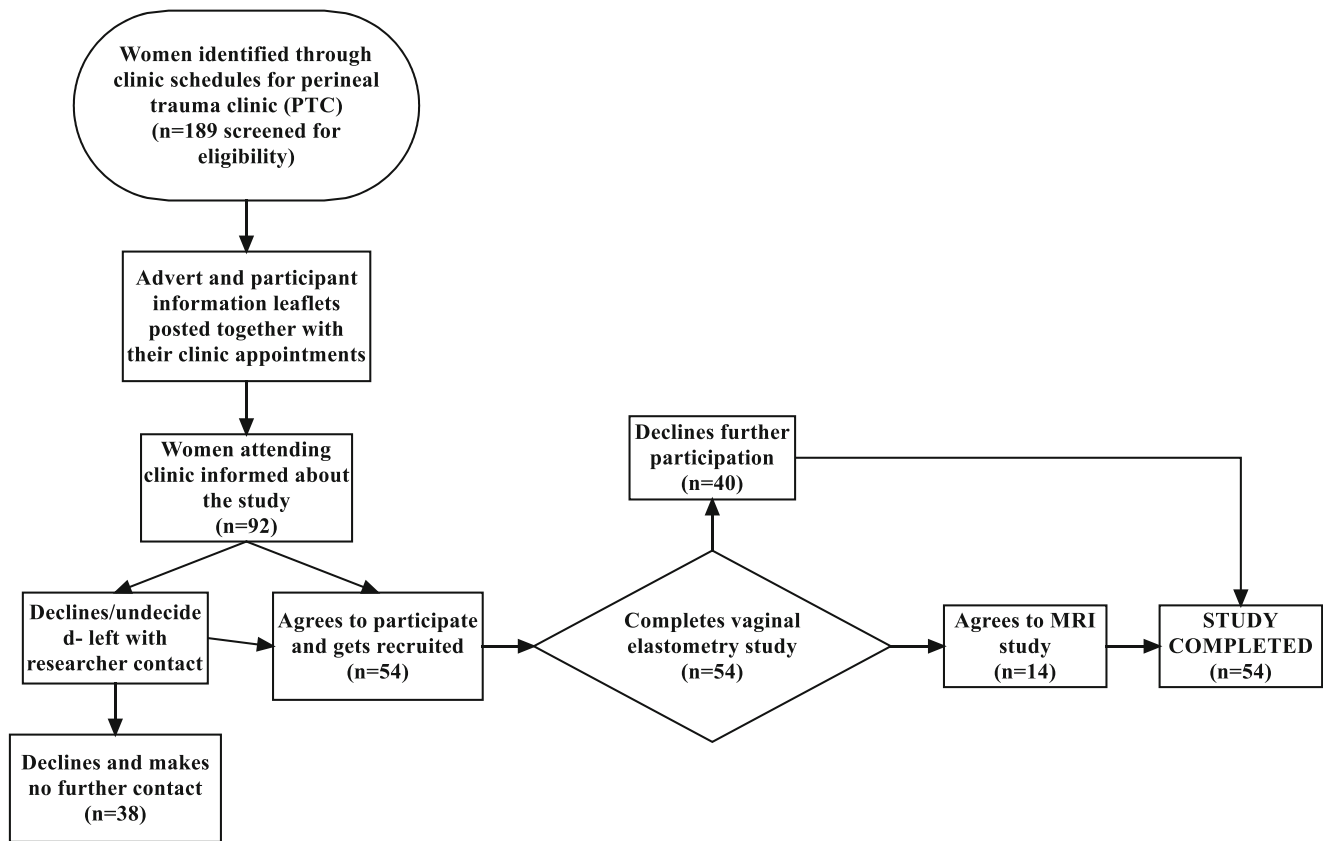 Women identified through
clinic schedules for perineal
trauma clinic (PTC)
(n=189 screened for
eligibility)
Advert and participant
information leaflets
posted together with
their clinic appointments
Women attending
clinic informed about
the study
(n=92)
Declines/undecide
d- left with
researcher contact
Declines and makes
no further contact
(n=38)
Agrees to participate
and gets recruited
(n=54)
Completes vaginal
elastometry study
(n=54)
Declines further
participation
(n=40)
Agrees to MRI
study
(n=14)
STUDY
COMPLETED
(n=54)